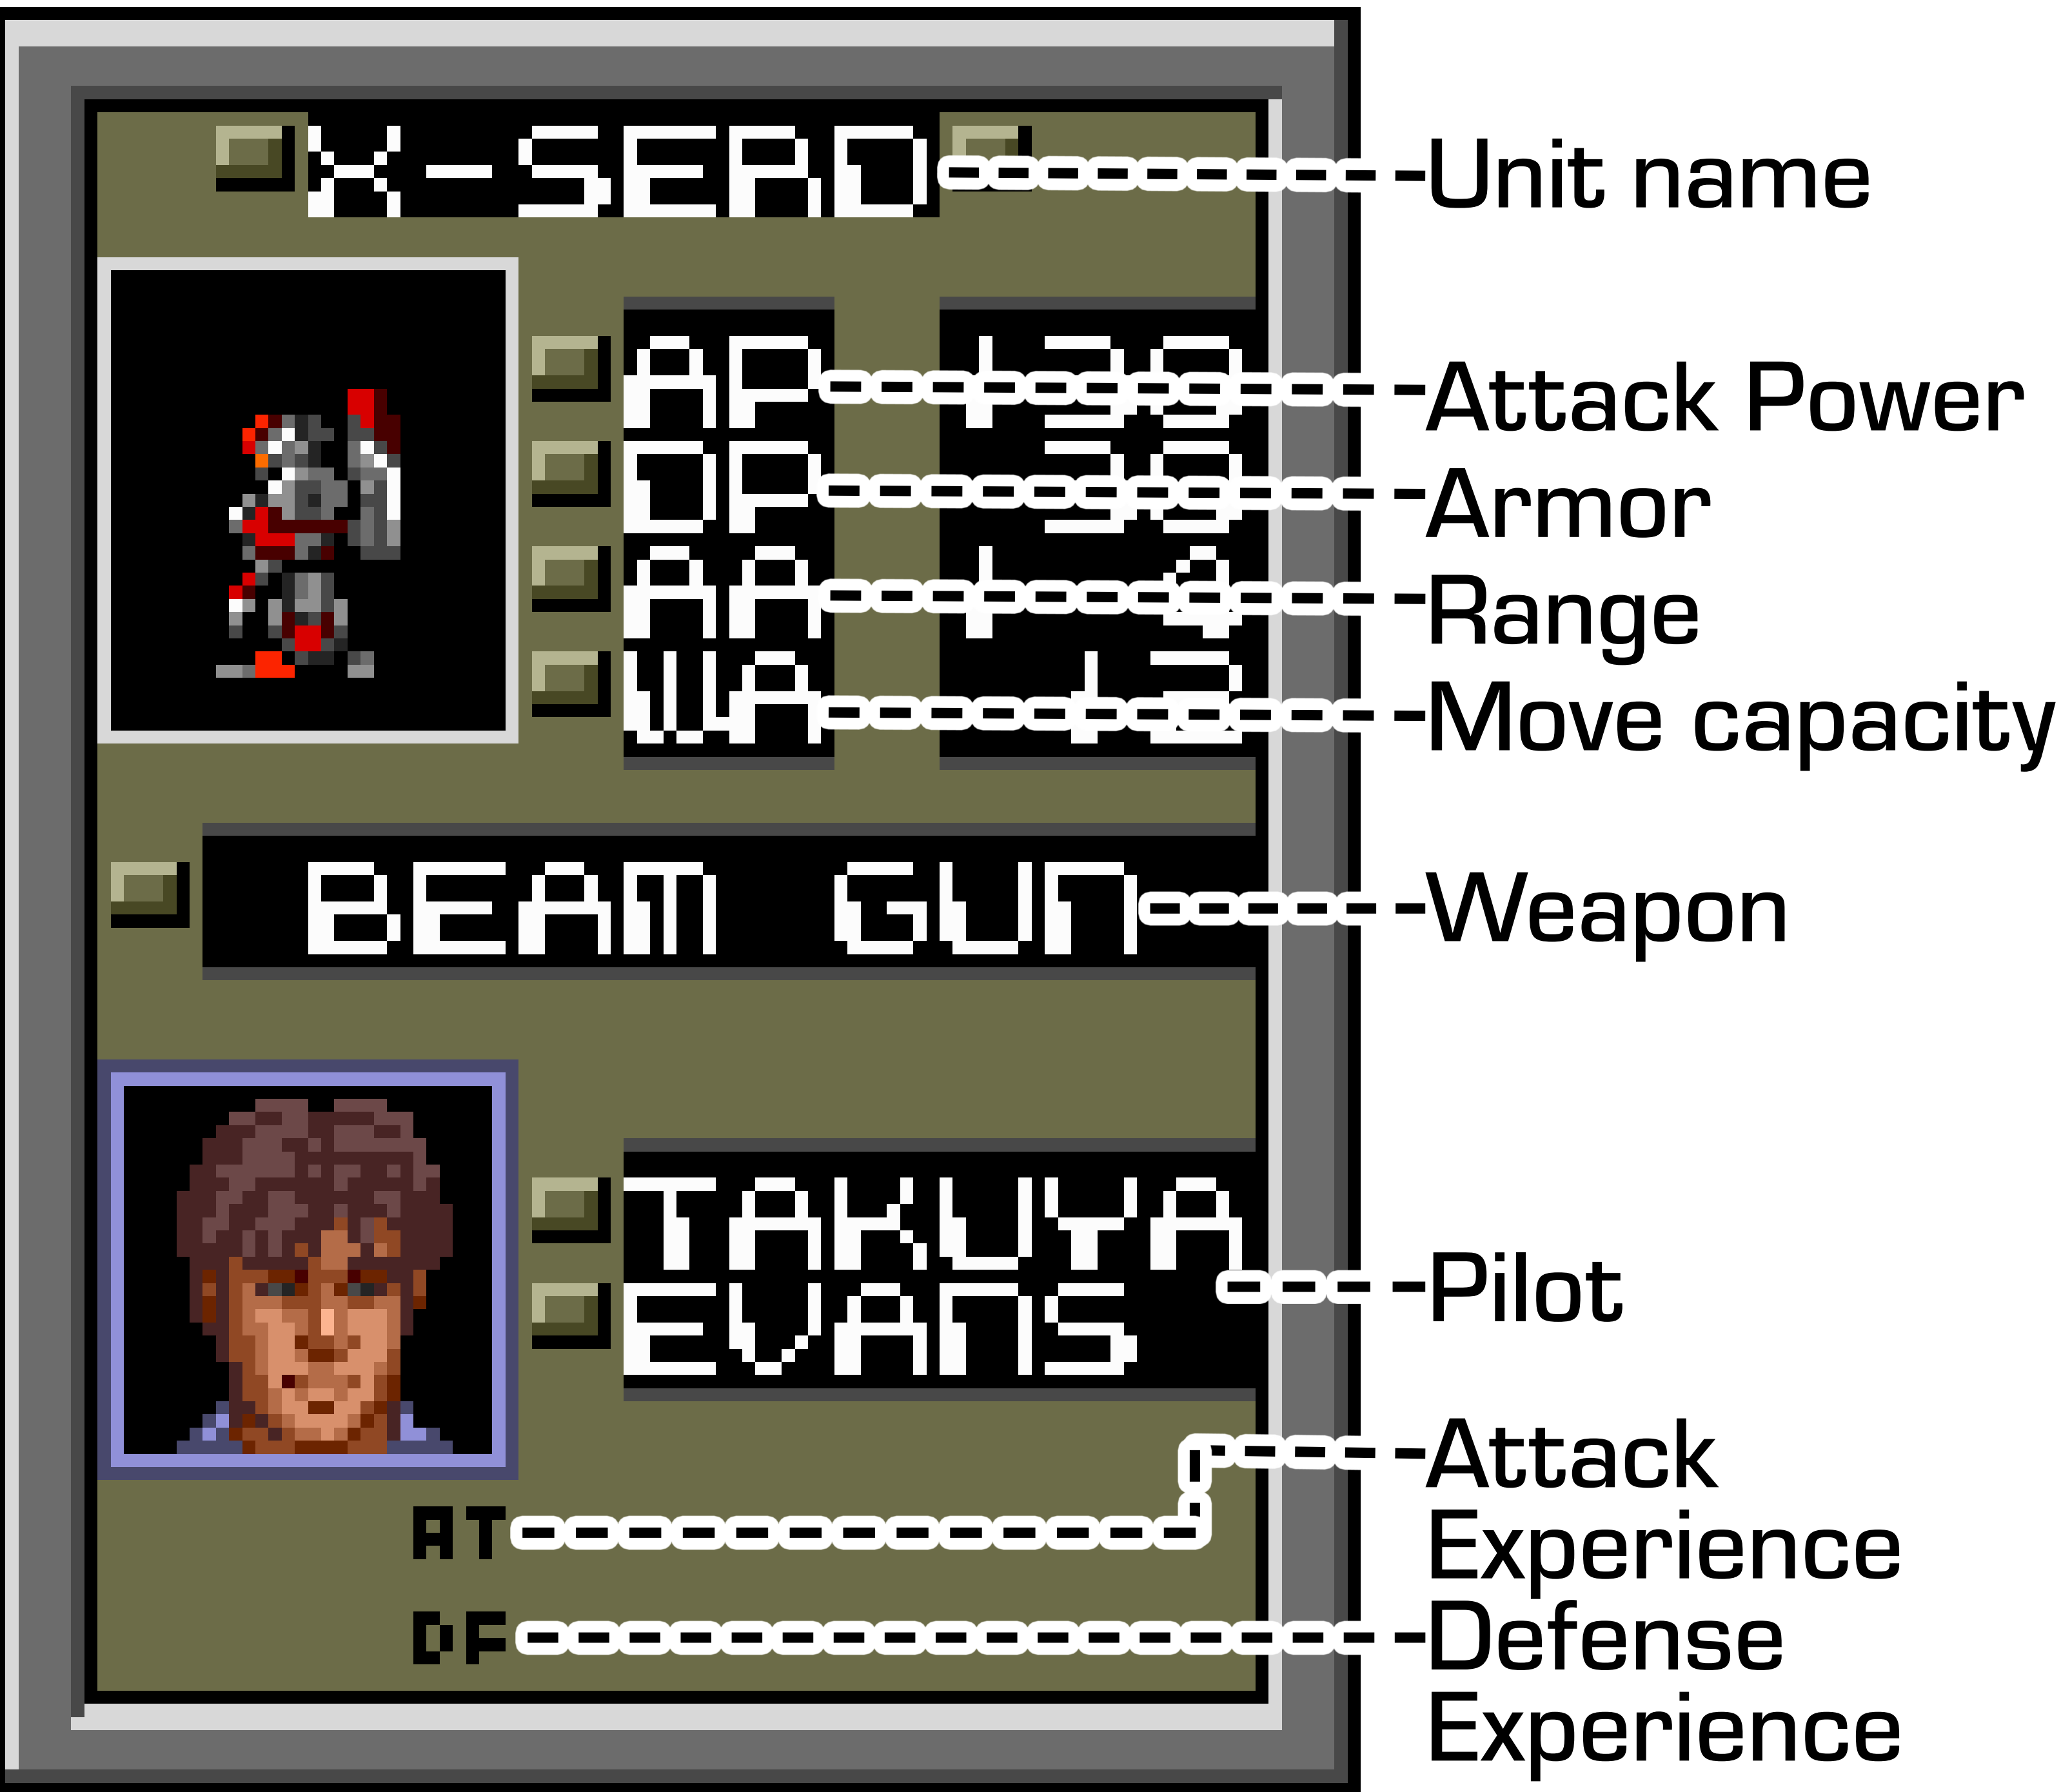 X-SERD
Unit name
AP
Attack Power
DP
Armor
AA
Range
WA 12
Move capacity
BEAM GUN
Weapon
TAKUYA
EVANS
Pilot
AT
Attack
Experience
DF
Defense
Experience